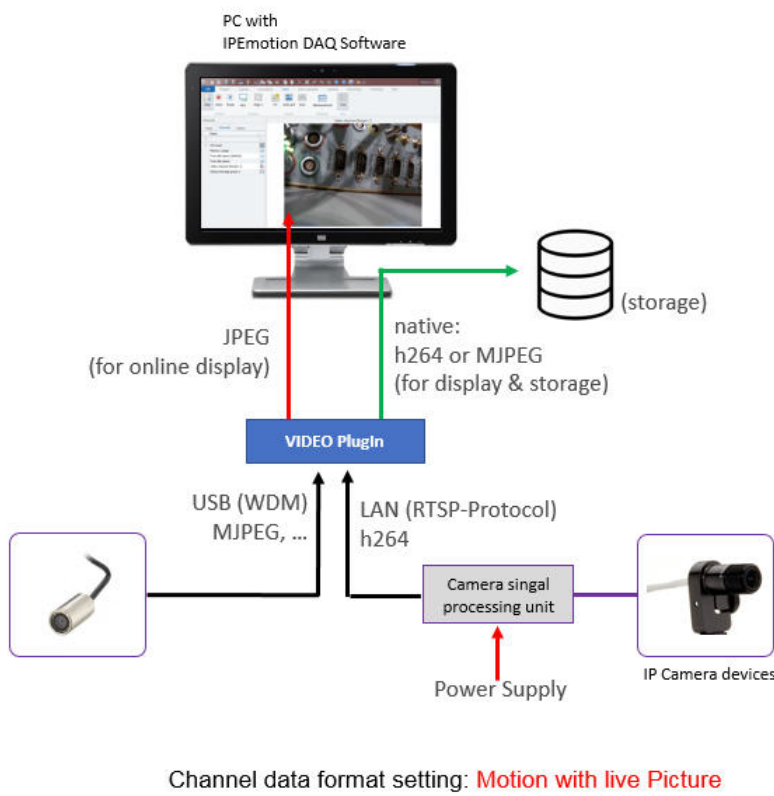 PC with
IPEmotion DAQ Software
(storage)
JPEG
(for online display)
native:
h264 or MJPEG
(for display & storage)
VIDEO PlugIn
USB (WDM)
MJPEG, ...
LAN (RTSP-Protocol)
h264
Camera singal
processing unit
Power Supply
IP Camera devices
Channel data format setting: Motion with live Picture